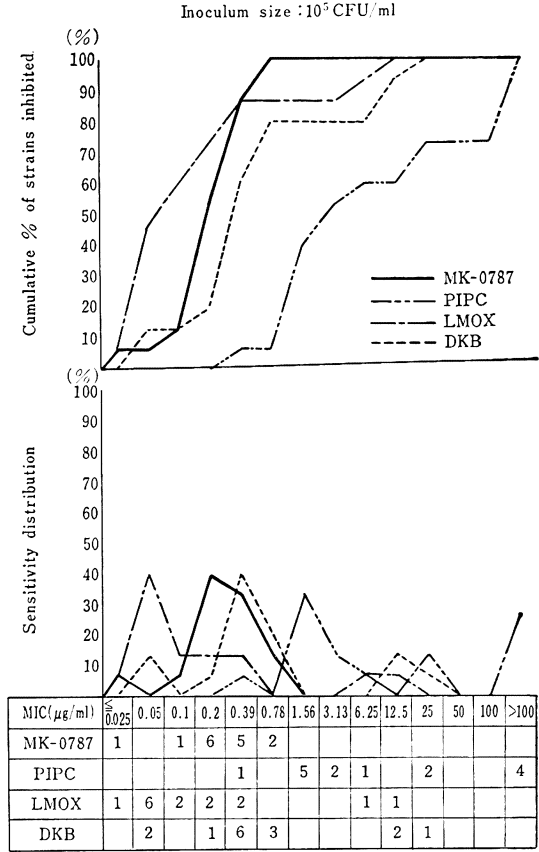 Inoculum size : 10⁵ CFU/ml
(%)
100
90
80
70
60
50
40
30
20
10
Cumulative % of strains inhibited
MK-0787
PIPC
LMOX
DKB
(%)
100
90
80
70
60
50
40
30
20
10
Sensitivity distribution
MIC(μg/ml) ≦0.025 0.05 0.1 0.2 0.39 0.78 1.56 3.13 6.25 12.5 25 50 100 >100
MK-0787 1 1 6 5 2
PIPC 1 5 2 1 2 4
LMOX 1 6 2 2 2 1 1
DKB 2 1 6 3 2 1